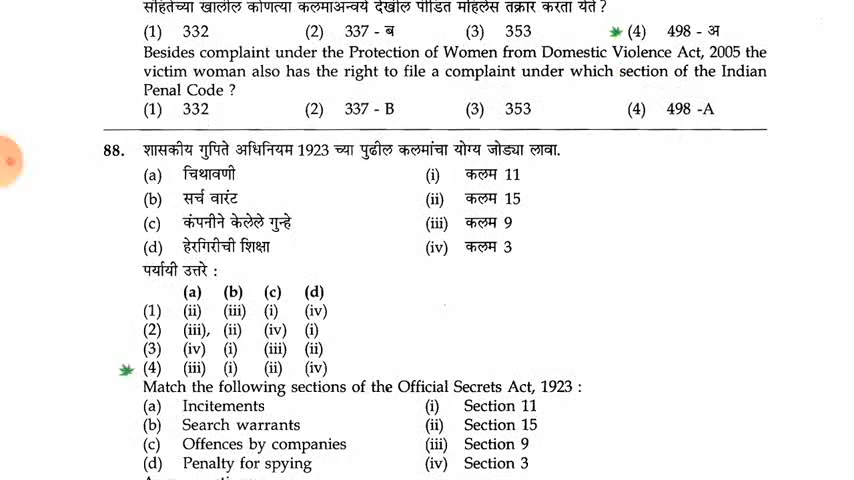 संहितेच्या खालील कोणत्या कलमाअन्वये देखील पीडित महिलेस तक्रार करता येते ?
(1) 332 (2) 337 - ब (3) 353 (4) 498 - अ
Besides complaint under the Protection of Women from Domestic Violence Act, 2005 the
victim woman also has the right to file a complaint under which section of the Indian
Penal Code ?
(1) 332 (2) 337 - B (3) 353 (4) 498 -A
88. शासकीय गुपिते अधिनियम 1923 च्या पुढील कलमांचा योग्य जोड्या लावा.
(a) चिथावणी (i) कलम 11
(b) सर्च वारंट (ii) कलम 15
(c) कंपनीने केलेले गुन्हे (iii) कलम 9
(d) हेरगिरीची शिक्षा (iv) कलम 3
पर्यायी उत्तरे :
(a) (b) (c) (d)
(1) (ii) (iii) (i) (iv)
(2) (iii), (ii) (iv) (i)
(3) (iv) (i) (iii) (ii)
(4) (iii) (i) (ii) (iv)
Match the following sections of the Official Secrets Act, 1923 :
(a) Incitements (i) Section 11
(b) Search warrants (ii) Section 15
(c) Offences by companies (iii) Section 9
(d) Penalty for spying (iv) Section 3